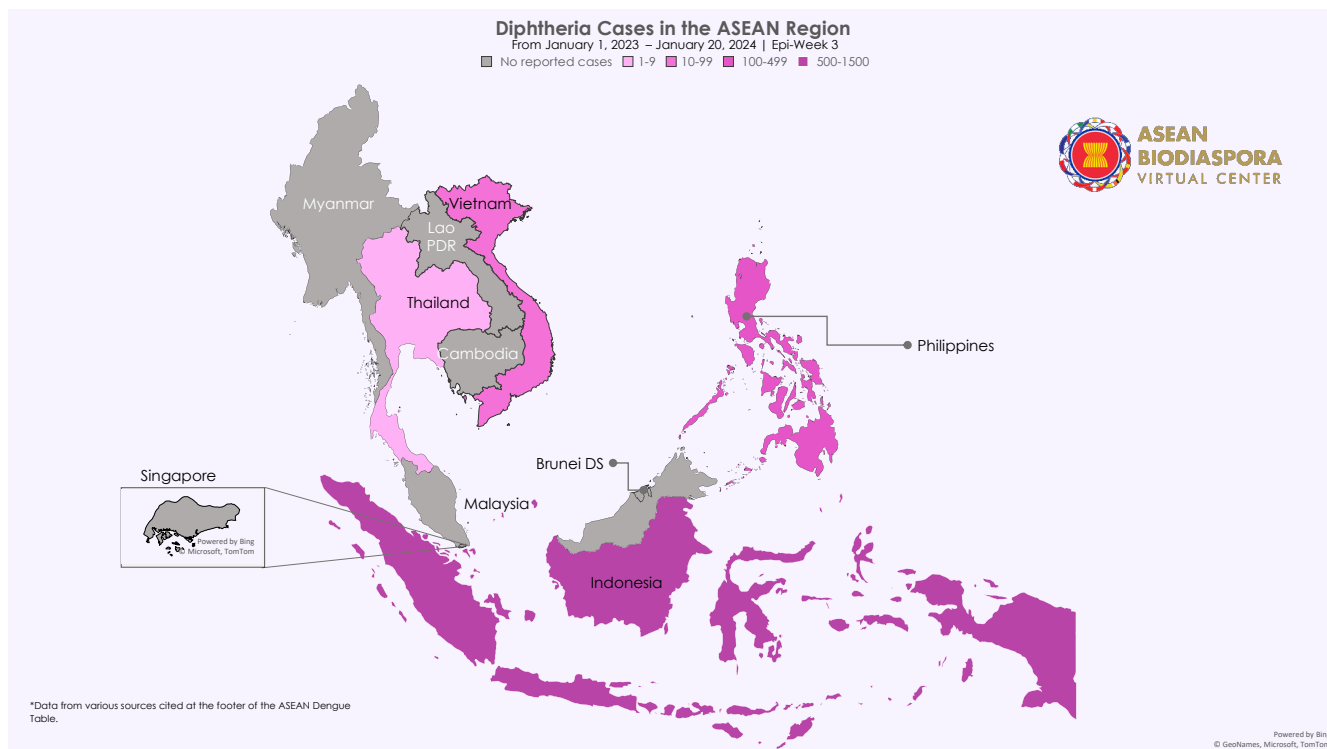 Diphtheria Cases in the ASEAN Region
From January 1, 2023 – January 20, 2024 | Epi-Week 3
No reported cases 1-9 10-99 100-499 500-1500
ASEAN
BIODIASPORA
VIRTUAL CENTER
Myanmar
Vietnam
Lao
PDR
Thailand
Cambodia
Philippines
Brunei DS
Singapore
Malaysia
Powered by Bing
© Microsoft, TomTom
Indonesia
*Data from various sources cited at the footer of the ASEAN Dengue
Table.
Powered by Bin
© GeoNames, Microsoft, TomTom